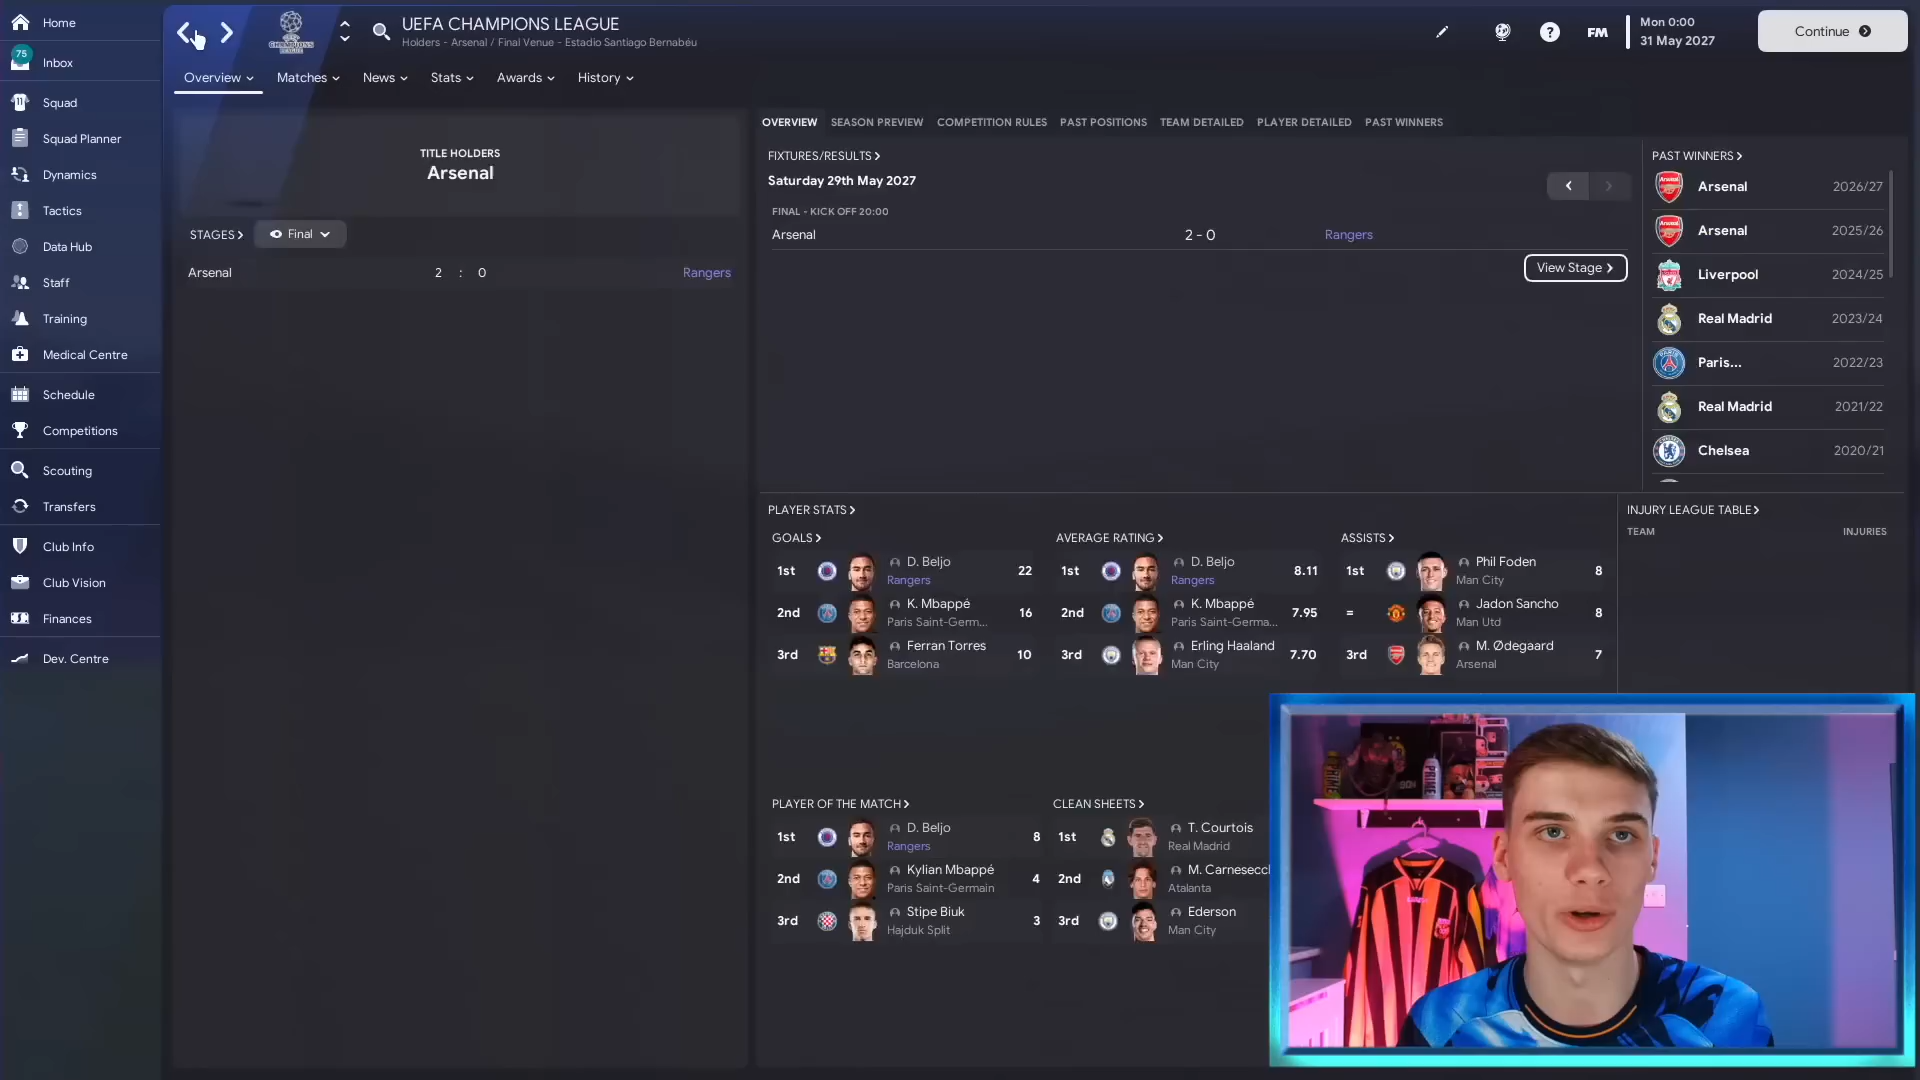 Home
75
Inbox
Squad
Squad Planner
Dynamics
Tactics
Data Hub
Staff
Training
Medical Centre
Schedule
Competitions
Scouting
Transfers
Club Info
Club Vision
Finances
Dev. Centre
UEFA CHAMPIONS LEAGUE
Holders - Arsenal / Final Venue - Estadio Santiago Bernabéu
FM
Mon 0:00
31 May 2027
Continue
Overview
Matches
News
Stats
Awards
History
TITLE HOLDERS
Arsenal
STAGES
Final
Arsenal 2 : 0 Rangers
OVERVIEW
SEASON PREVIEW
COMPETITION RULES
PAST POSITIONS
TEAM DETAILED
PLAYER DETAILED
PAST WINNERS
FIXTURES/RESULTS
Saturday 29th May 2027
FINAL - KICK OFF 20:00
Arsenal 2 - 0 Rangers
View Stage
PAST WINNERS
Arsenal 2026/27
Arsenal 2025/26
Liverpool 2024/25
Real Madrid 2023/24
Paris... 2022/23
Real Madrid 2021/22
Chelsea 2020/21
PLAYER STATS
GOALS
1st D. Beljo 22
Rangers
2nd K. Mbappé 16
Paris Saint-Germ...
3rd Ferran Torres 10
Barcelona
AVERAGE RATING
1st D. Beljo 8.11
Rangers
2nd K. Mbappé 7.95
Paris Saint-Germa...
3rd Erling Haaland 7.70
Man City
ASSISTS
1st Phil Foden 8
Man City
= Jadon Sancho 8
Man Utd
3rd M. Ødegaard 7
Arsenal
INJURY LEAGUE TABLE
TEAM INJURIES
PLAYER OF THE MATCH
1st D. Beljo 8
Rangers
2nd Kylian Mbappé 4
Paris Saint-Germain
3rd Stipe Biuk 3
Hajduk Split
CLEAN SHEETS
1st T. Courtois
Real Madrid
2nd M. Carnesecc
Atalanta
3rd Ederson
Man City
PRIME